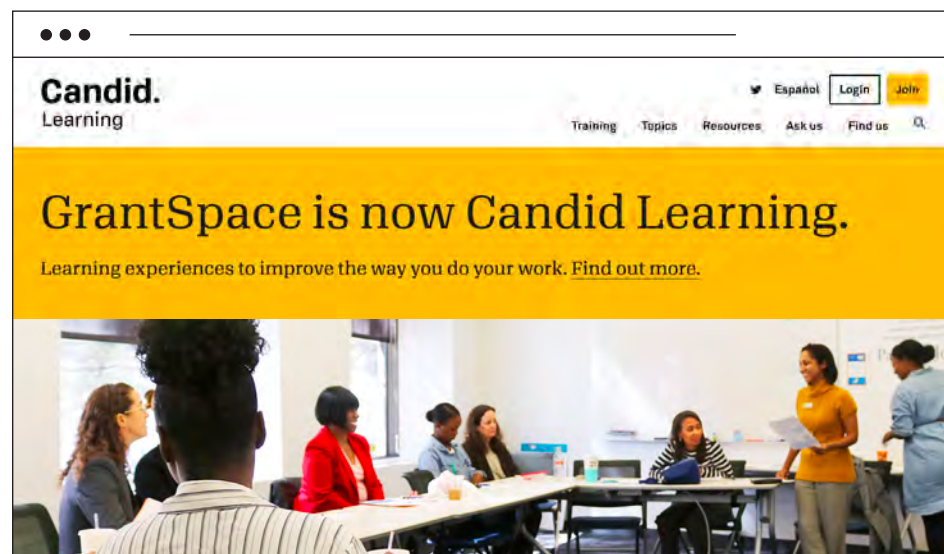 Candid.
Learning
Español Login Join
Training Topics Resources Ask us Find us
GrantSpace is now Candid Learning.
Learning experiences to improve the way you do your work. Find out more.